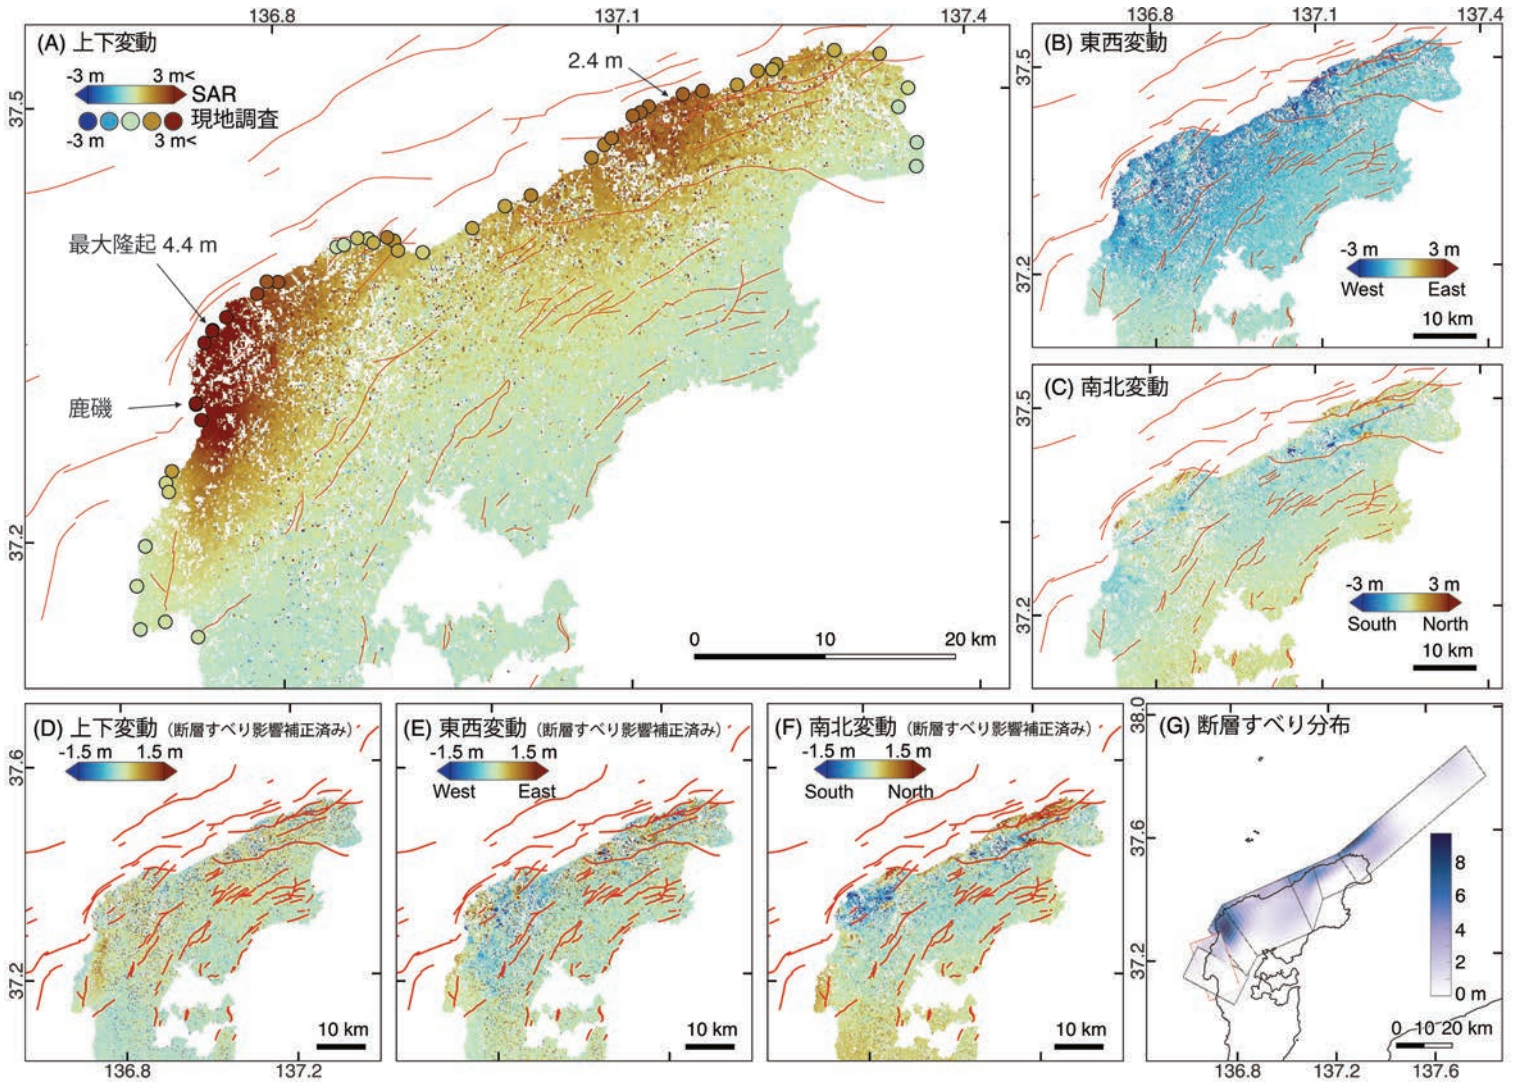 136.8
137.1
137.4
(A) 上下変動
-3 m
3 m<
SAR
現地調査
-3 m
3 m<
2.4 m
最大隆起 4.4 m
鹿磯
37.5
37.2
0
10
20 km
136.8
137.1
137.4
(B) 東西変動
37.5
37.2
-3 m
3 m
West
East
10 km
(C) 南北変動
37.5
37.2
-3 m
3 m
South
North
10 km
(D) 上下変動 (断層すべり影響補正済み)
-1.5 m
1.5 m
37.6
37.2
10 km
136.8
137.2
(E) 東西変動 (断層すべり影響補正済み)
-1.5 m
1.5 m
West
East
10 km
(F) 南北変動 (断層すべり影響補正済み)
-1.5 m
1.5 m
South
North
10 km
(G) 断層すべり分布
38.0
37.6
37.2
8
6
4
2
0 m
0
10
20 km
136.8
137.2
137.6